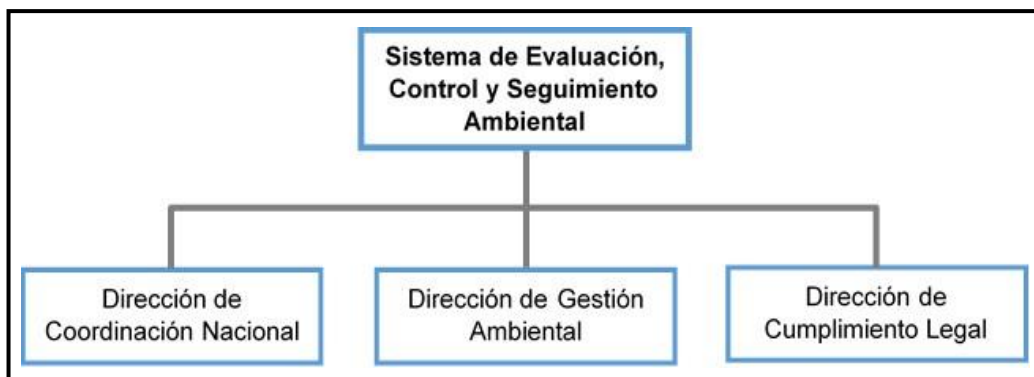 Sistema de Evaluación,
Control y Seguimiento
Ambiental
Dirección de
Coordinación Nacional
Dirección de Gestión
Ambiental
Dirección de
Cumplimiento Legal